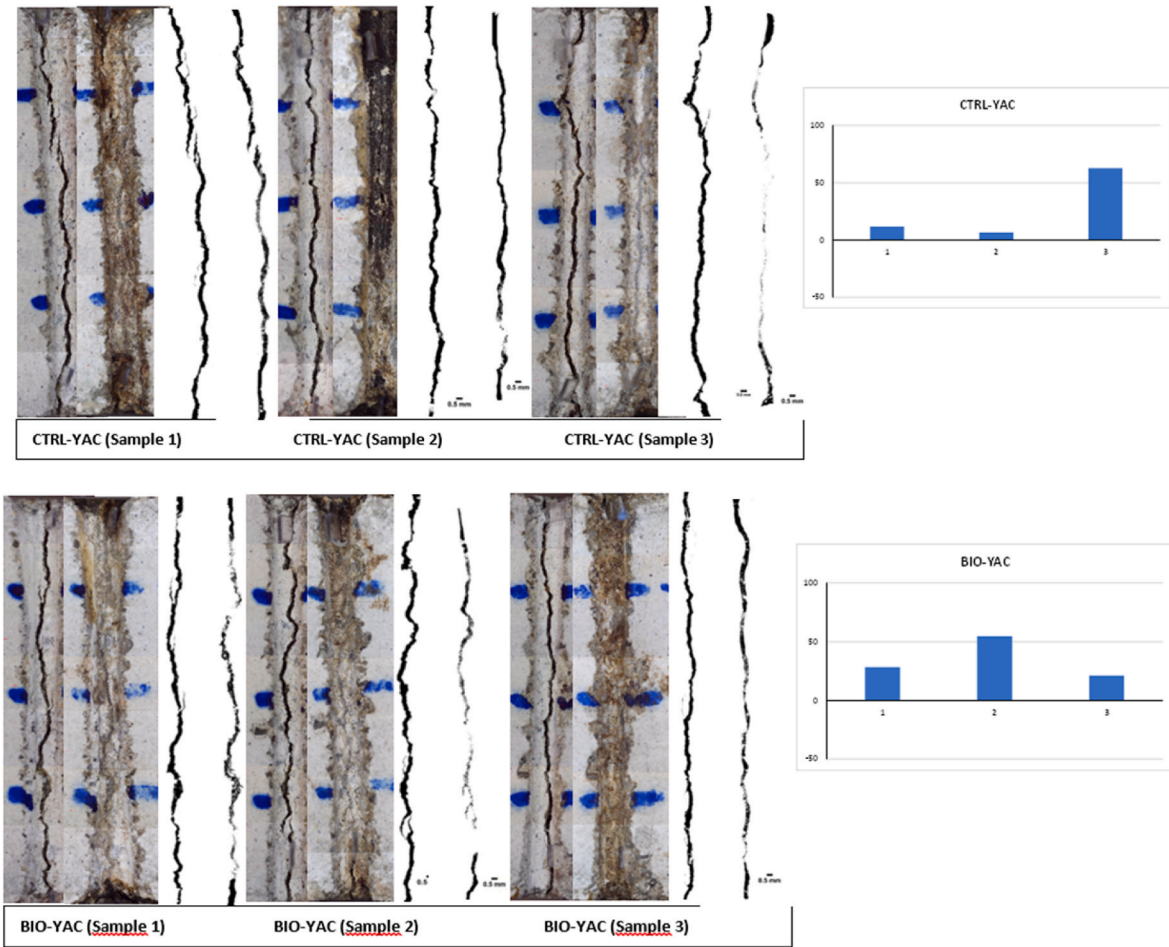 CTRL-YAC
100
50
0
-50
1 2 3
0.5 mm
0.5 mm
0.5 mm
CTRL-YAC (Sample 1) CTRL-YAC (Sample 2) CTRL-YAC (Sample 3)
BIO-YAC
100
50
0
-50
1 2 3
0.5
0.5 mm
0.5 mm
BIO-YAC (Sample 1) BIO-YAC (Sample 2) BIO-YAC (Sample 3)